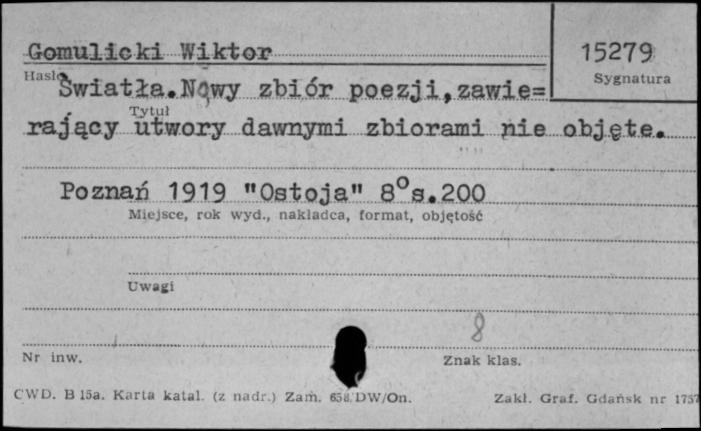 Gomulicki Wiktor
15279
Hasło
Sygnatura
Światła.Nowy zbiór poezji,zawie=
Tytuł
rający utwory dawnymi zbiorami nie objęte.
Poznań 1919 "Ostoja" 8°s.200
Miejsce, rok wyd., nakładca, format, objętość
Uwagi
8
Nr inw.
Znak klas.
CWD. B 15a. Karta katal. (z nadr.) Zam. 658/DW/On.
Zakł. Graf. Gdańsk nr 1757